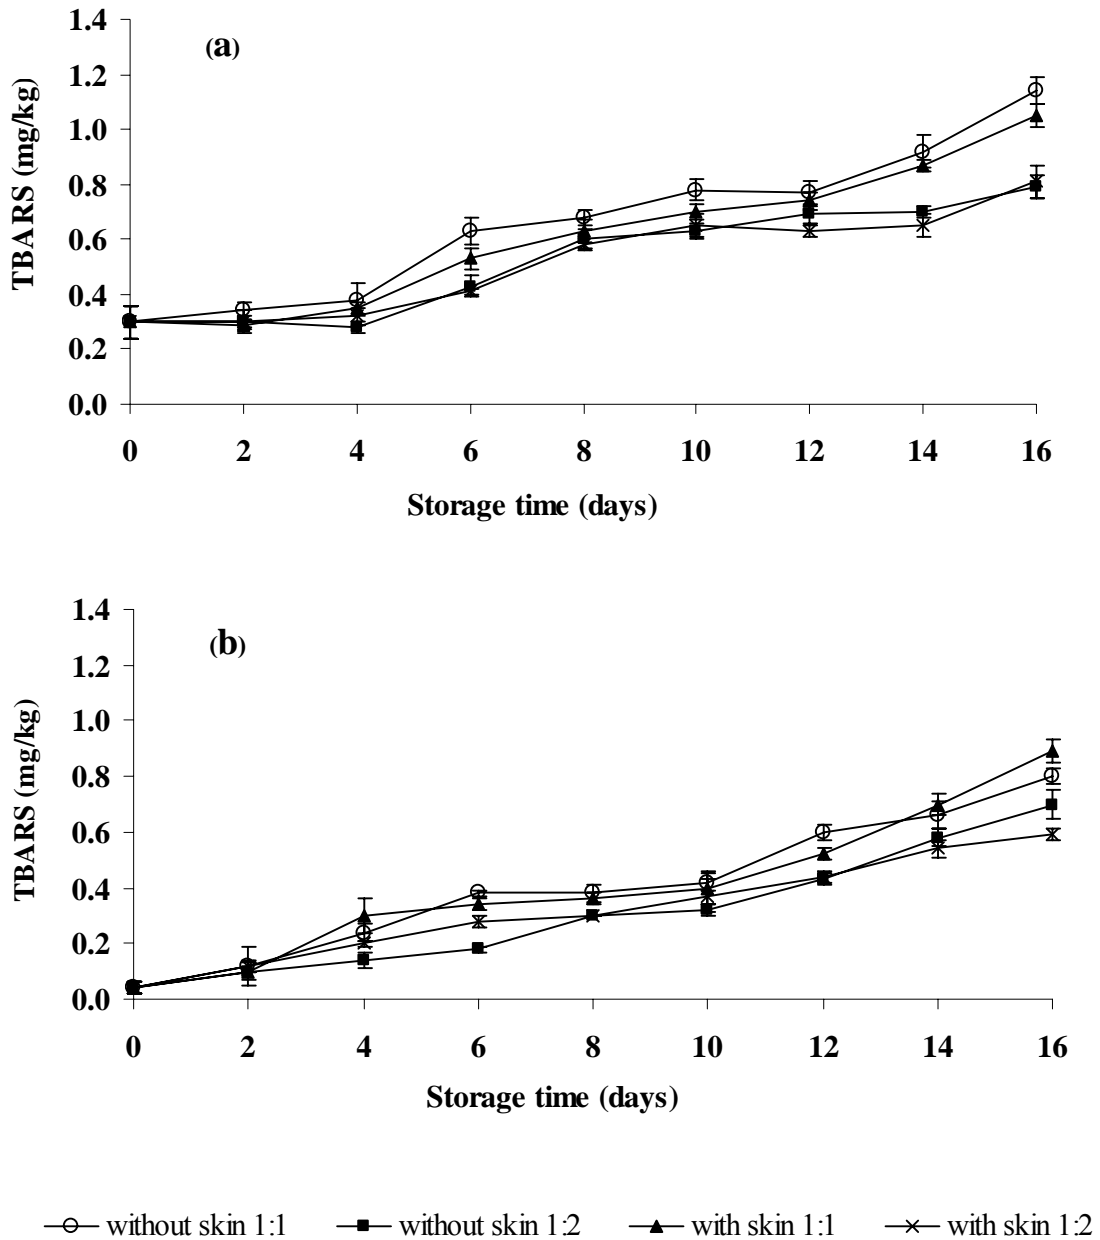 (a)
TBARS (mg/kg)
1.4
1.2
1.0
0.8
0.6
0.4
0.2
0.0
0 2 4 6 8 10 12 14 16
Storage time (days)
(b)
TBARS (mg/kg)
1.4
1.2
1.0
0.8
0.6
0.4
0.2
0.0
0 2 4 6 8 10 12 14 16
Storage time (days)
without skin 1:1 without skin 1:2 with skin 1:1 with skin 1:2